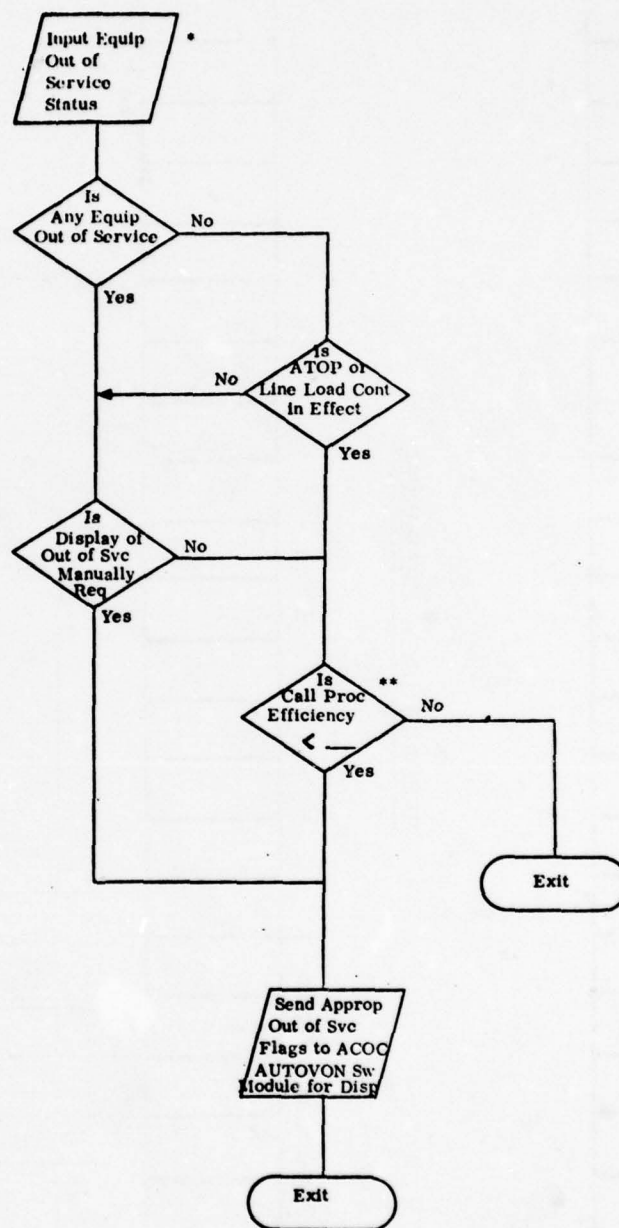 Input Equip *
Out of
Service
Status
Is
Any Equip
Out of Service
No
Yes
Is
ATOP or
Line Load Cont
in Effect
No
Yes
Is
Display of
Out of Svc
Manually
Req
No
Yes
Is **
Call Proc
Efficiency
< __
No
Yes
Exit
Send Approp
Out of Svc
Flags to ACOC
AUTOVON Sw
Module for Disp
Exit